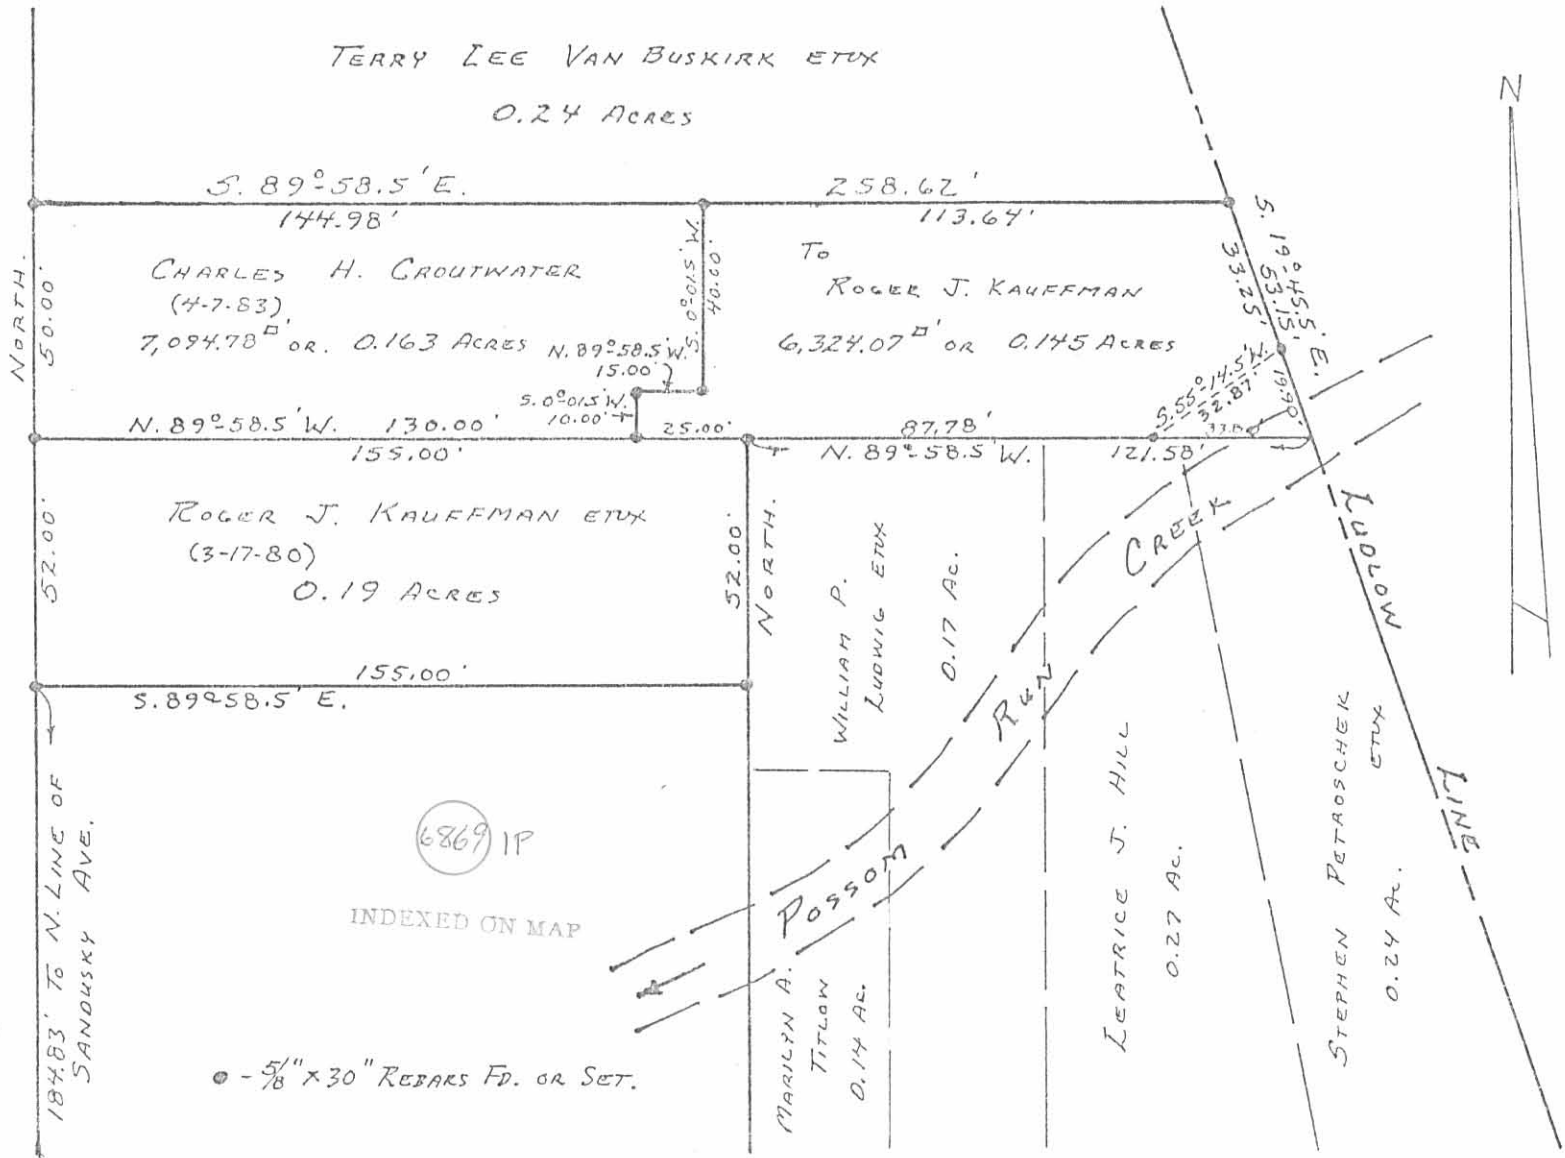 TERRY LEE VAN BUSKIRK ETUX
0.24 ACRES
N
S. 89°-58.5' E.
258.62'
144.98'
113.64'
NORTH.
50.00'
CHARLES H. CROUTWATER
(4-7-83)
7,094.78 □' OR. 0.163 ACRES
S. 0°-01.5' W.
40.00'
N. 89°-58.5' W.
15.00'
S. 0°-01.5' W.
10.00'
TO
ROGER J. KAUFFMAN
6,324.07 □' OR 0.145 ACRES
S. 19°-45.5' E.
53.15'
33.25'
19.90'
S. 55°-14.5' W.
32.87'
N. 89°-58.5' W. 130.00'
25.00'
87.78'
155.00'
N. 89°-58.5' W.
121.58'
ROGER J. KAUFFMAN ETUX
(3-17-80)
0.19 ACRES
52.00'
52.00'
NORTH.
155.00'
S. 89°-58.5' E.
WILLIAM P.
LUDWIG ETUX
0.17 AC.
POSSOM RUN CREEK
LUDLOW LINE
LEATRICE J. HILL
0.27 AC.
STEPHEN PETROSCHEK
ETUX
0.24 AC.
MARILYN A.
TITLOW
0.14 AC.
6869 IP
INDEXED ON MAP
184.83' TO N. LINE OF
SANDUSKY AVE.
- 5/8" X 30" REBARS FD. OR SET.